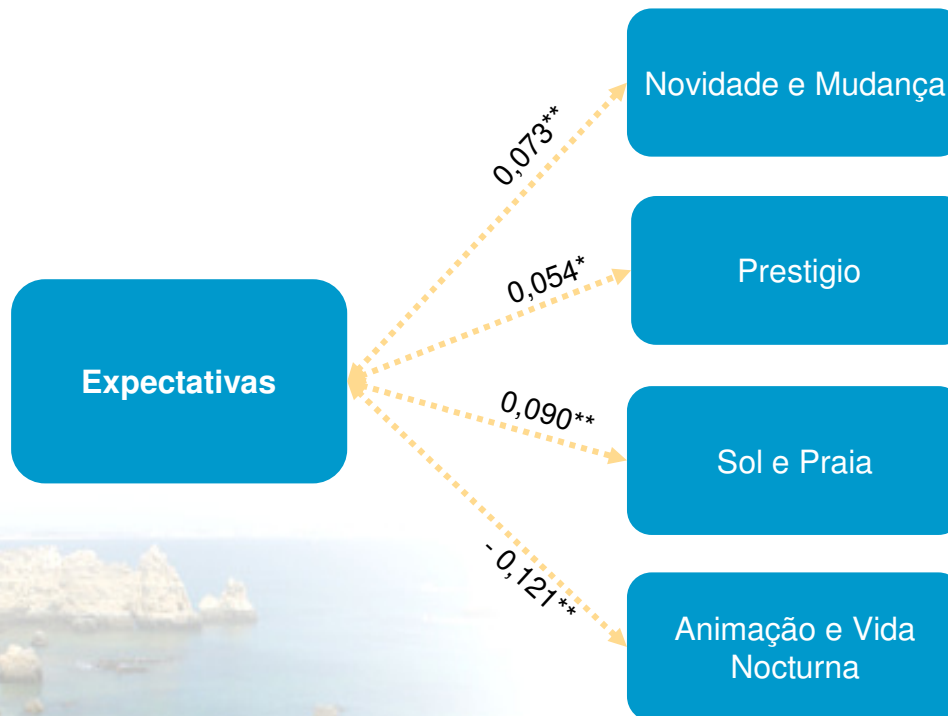 Novidade e Mudança
0,073**
Prestigio
0,054*
Expectativas
0,090**
Sol e Praia
- 0,121**
Animação e Vida
Nocturna